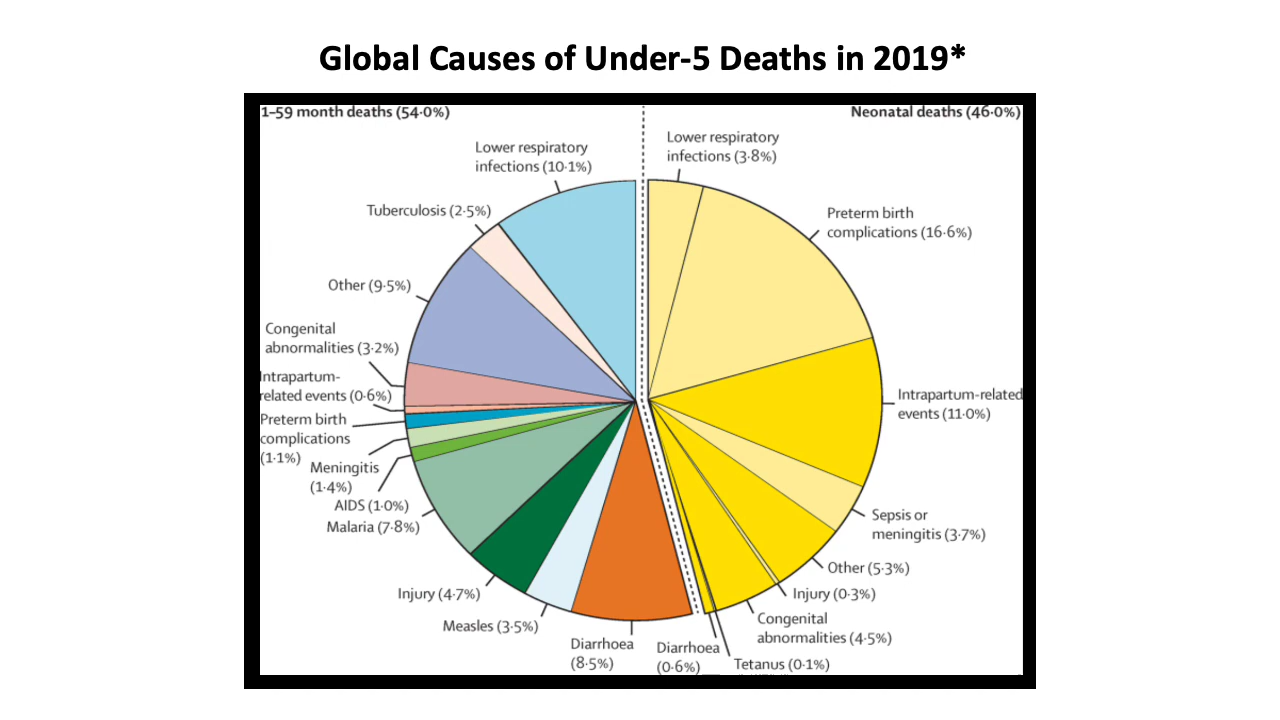 Global Causes of Under-5 Deaths in 2019*
1–59 month deaths (54·0%)
Neonatal deaths (46·0%)
Lower respiratory
infections (10·1%)
Tuberculosis (2·5%)
Other (9·5%)
Congenital
abnormalities (3·2%)
Intrapartum-
related events (0·6%)
Preterm birth
complications
(1·1%)
Meningitis
(1·4%)
AIDS (1·0%)
Malaria (7·8%)
Injury (4·7%)
Measles (3·5%)
Diarrhoea
(8·5%)
Lower respiratory
infections (3·8%)
Preterm birth
complications (16·6%)
Intrapartum-related
events (11·0%)
Sepsis or
meningitis (3·7%)
Other (5·3%)
Injury (0·3%)
Congenital
abnormalities (4·5%)
Tetanus (0·1%)
Diarrhoea
(0·6%)